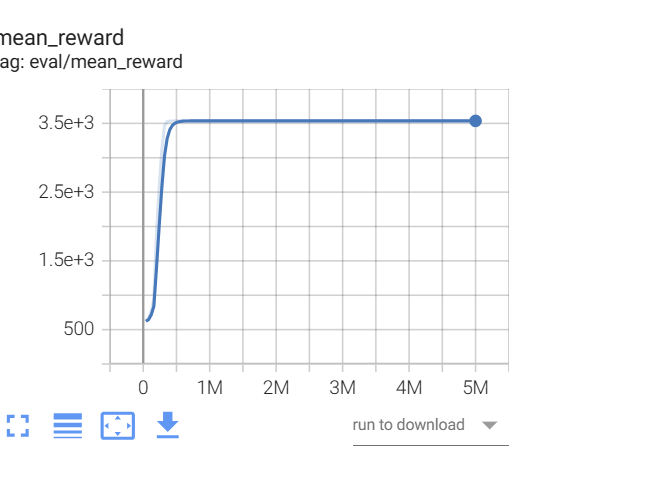 mean_reward
ag: eval/mean_reward
3.5e+3
2.5e+3
1.5e+3
500
0 1M 2M 3M 4M 5M
run to download